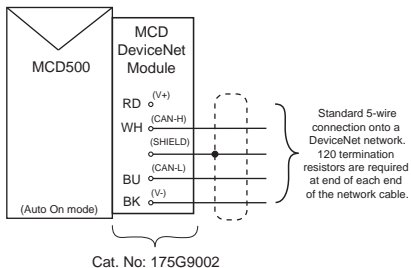 MCD
DeviceNet
Module
MCD500
RD (V+)
WH (CAN-H)
(SHIELD)
BU (CAN-L)
BK (V-)
(Auto On mode)
Standard 5-wire
connection onto a
DeviceNet network.
120 termination
resistors are required
at end of each end
of the network cable.
Cat. No: 175G9002